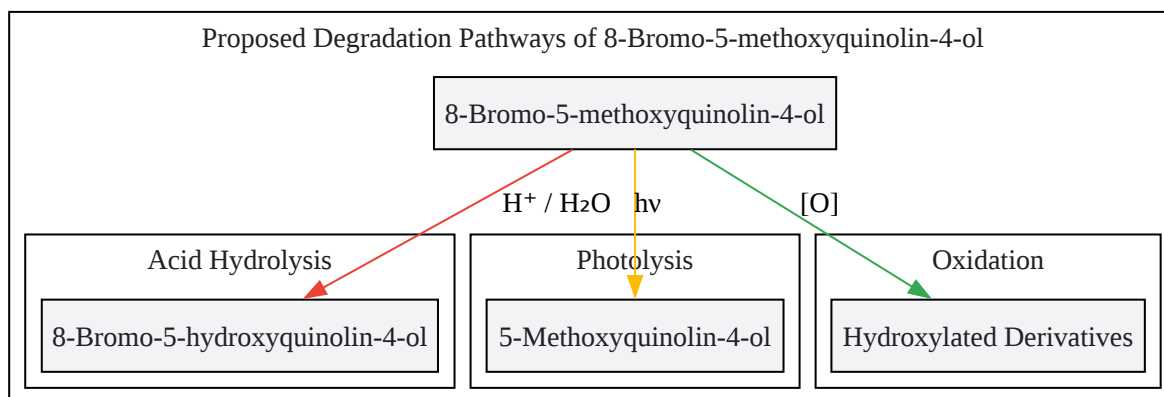 Proposed Degradation Pathways of 8-Bromo-5-methoxyquinolin-4-ol
8-Bromo-5-methoxyquinolin-4-ol
H⁺ / H₂O
hν
[O]
Acid Hydrolysis
Photolysis
Oxidation
8-Bromo-5-hydroxyquinolin-4-ol
5-Methoxyquinolin-4-ol
Hydroxylated Derivatives